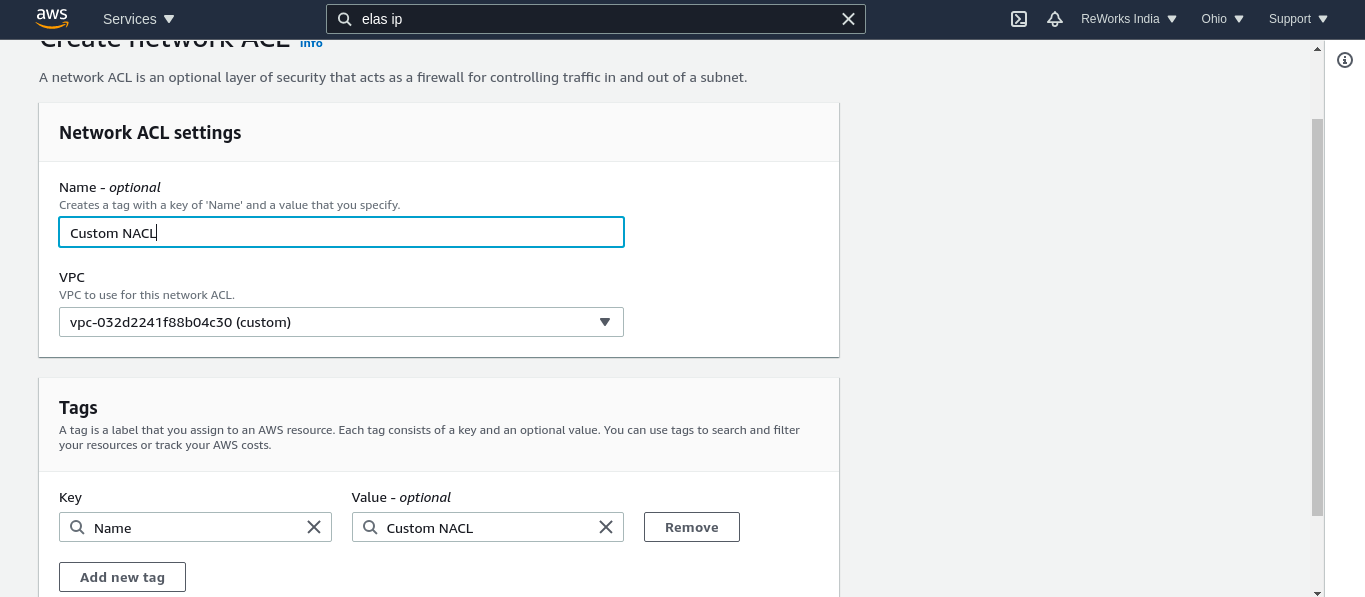 aws Services elas ip ReWorks India Ohio Support
Create network ACL Info
A network ACL is an optional layer of security that acts as a firewall for controlling traffic in and out of a subnet.
Network ACL settings
Name - optional
Creates a tag with a key of 'Name' and a value that you specify.
Custom NACL
VPC
VPC to use for this network ACL.
vpc-032d2241f88b04c30 (custom)
Tags
A tag is a label that you assign to an AWS resource. Each tag consists of a key and an optional value. You can use tags to search and filter
your resources or track your AWS costs.
Key Value - optional
Name Custom NACL Remove
Add new tag